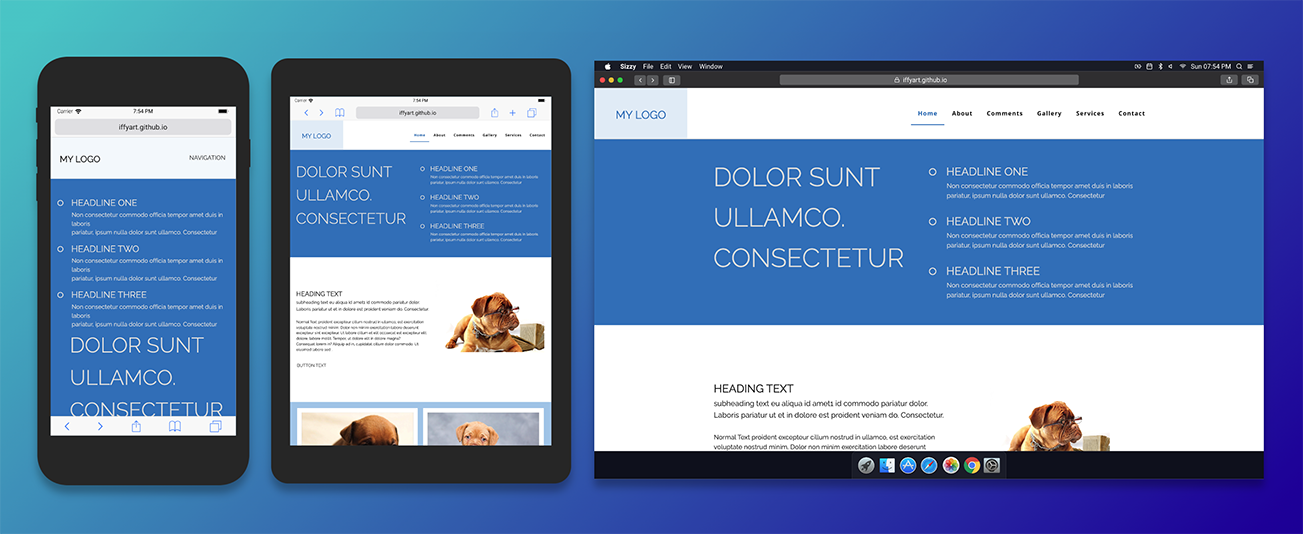 Carrier 7:54 PM
iffyart.github.io
MY LOGO NAVIGATION
HEADLINE ONE
Non consectetur commodo officia tempor amet duis in
laboris
pariatur, ipsum nulla dolor sunt ullamco. Consectetur
HEADLINE TWO
Non consectetur commodo officia tempor amet duis in
laboris
pariatur, ipsum nulla dolor sunt ullamco. Consectetur
HEADLINE THREE
Non consectetur commodo officia tempor amet duis in
laboris
pariatur, ipsum nulla dolor sunt ullamco. Consectetur
DOLOR SUNT
ULLAMCO.
CONSECTETUR
Carrier 7:54 PM
iffyart.github.io
MY LOGO Home About Comments Gallery Services Contact
DOLOR SUNT
ULLAMCO.
CONSECTETUR
HEADLINE ONE
Non consectetur commodo officia tempor amet duis in laboris
pariatur, ipsum nulla dolor sunt ullamco. Consectetur
HEADLINE TWO
Non consectetur commodo officia tempor amet duis in laboris
pariatur, ipsum nulla dolor sunt ullamco. Consectetur
HEADLINE THREE
Non consectetur commodo officia tempor amet duis in laboris
pariatur, ipsum nulla dolor sunt ullamco. Consectetur
HEADING TEXT
subheading text eu aliqua id amet1 id commodo pariatur dolor.
Laboris pariatur ut et in dolore est proident veniam do. Consectetur
Normal Text proident excepteur cillum nostrud in ullamco, est exercitation
voluptate nostrud minim. Dolor non minim exercitation labore deserunt
BUTTON TEXT
Sizzy File Edit View Window Sun 07:54 PM
iffyart.github.io
MY LOGO Home About Comments Gallery Services Contact
DOLOR SUNT
ULLAMCO.
CONSECTETUR
HEADLINE ONE
Non consectetur commodo officia tempor amet duis in laboris
pariatur, ipsum nulla dolor sunt ullamco. Consectetur
HEADLINE TWO
Non consectetur commodo officia tempor amet duis in laboris
pariatur, ipsum nulla dolor sunt ullamco. Consectetur
HEADLINE THREE
Non consectetur commodo officia tempor amet duis in laboris
pariatur, ipsum nulla dolor sunt ullamco. Consectetur
HEADING TEXT
subheading text eu aliqua id amet1 id commodo pariatur dolor.
Laboris pariatur ut et in dolore est proident veniam do. Consectetur.
Normal Text proident excepteur cillum nostrud in ullamco, est exercitation
voluptate nostrud minim. Dolor non minim exercitation labore deserunt